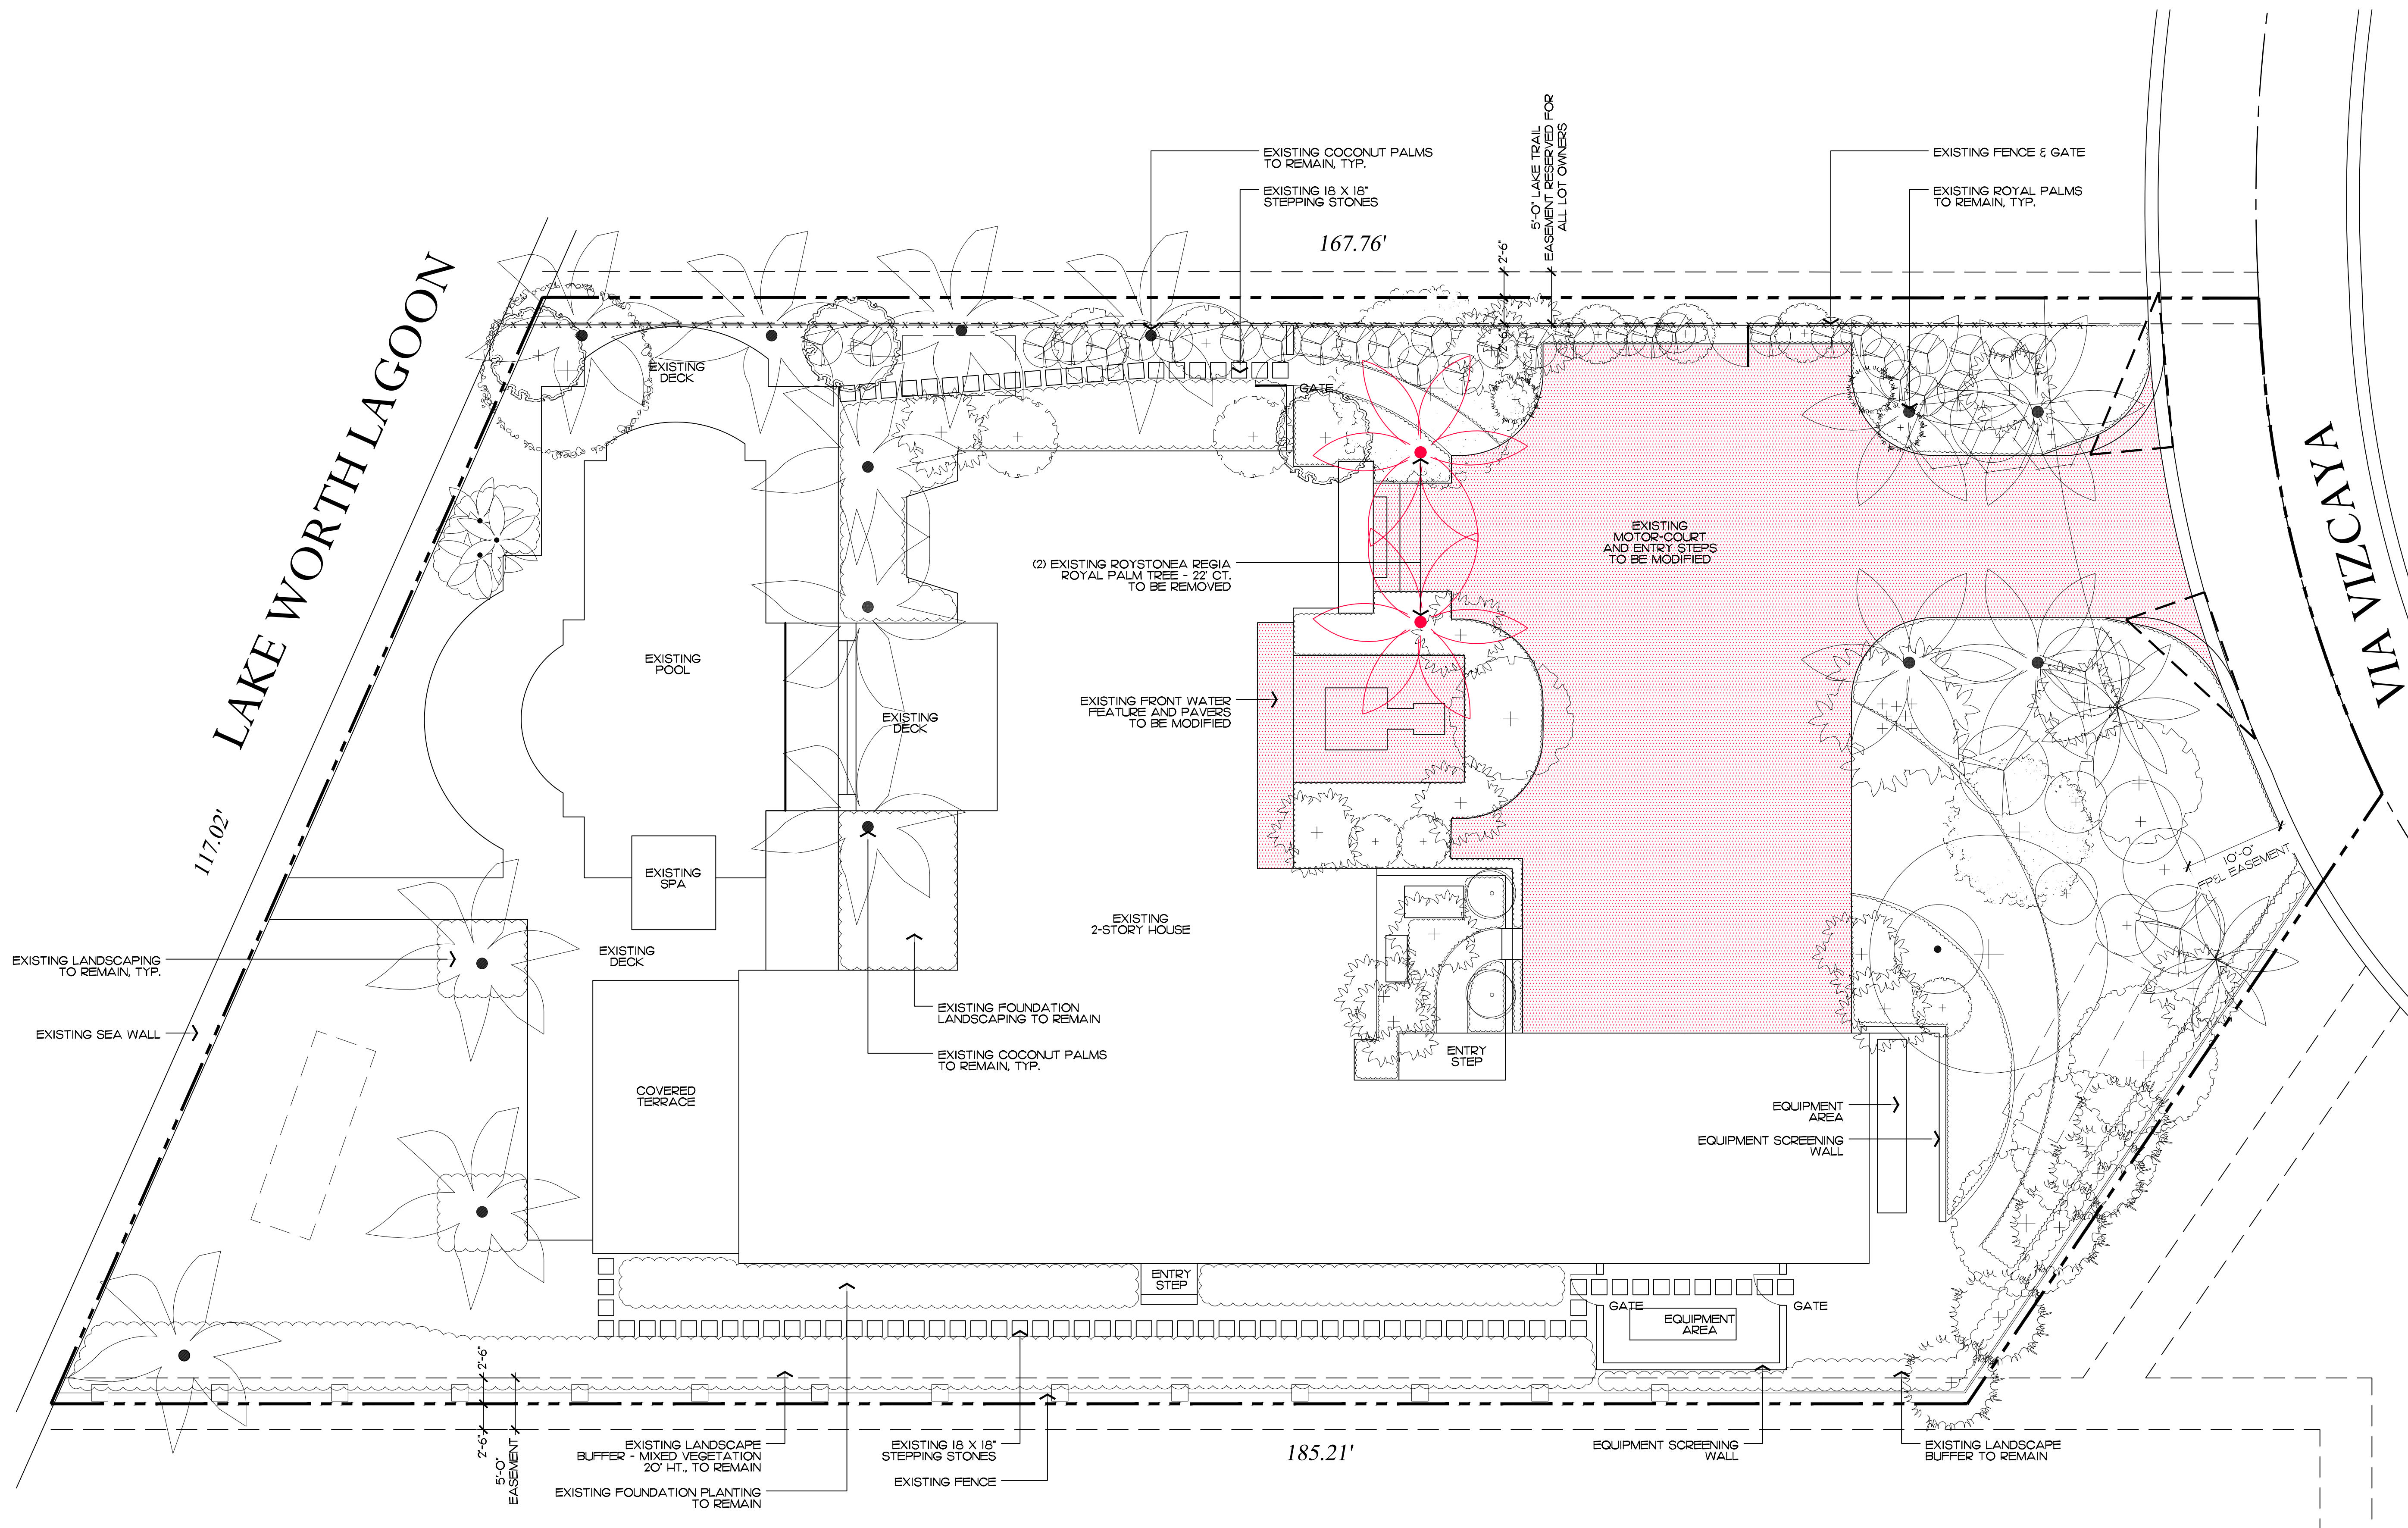 5'-0" LAKE TRAIL
EASEMENT RESERVED FOR
ALL LOT OWNERS
EXISTING COCONUT PALMS
TO REMAIN, TYP.
EXISTING 18 X 18"
STEPPING STONES
EXISTING FENCE & GATE
EXISTING ROYAL PALMS
TO REMAIN, TYP.
167.76'
2'-6"
2'-6"
LAKE WORTH LAGOON
VIA VIZCAYA
EXISTING
DECK
GATE
EXISTING
MOTOR-COURT
AND ENTRY STEPS
TO BE MODIFIED
(2) EXISTING ROYSTONEA REGIA
ROYAL PALM TREE - 22' CT.
TO BE REMOVED
EXISTING
POOL
EXISTING
DECK
EXISTING FRONT WATER
FEATURE AND PAVERS
TO BE MODIFIED
117.02'
10'-0"
FP&L EASEMENT
EXISTING
SPA
EXISTING
2-STORY HOUSE
EXISTING
DECK
EXISTING LANDSCAPING
TO REMAIN, TYP.
EXISTING SEA WALL
EXISTING FOUNDATION
LANDSCAPING TO REMAIN
EXISTING COCONUT PALMS
TO REMAIN, TYP.
ENTRY
STEP
COVERED
TERRACE
EQUIPMENT
AREA
EQUIPMENT SCREENING
WALL
ENTRY
STEP
GATE
GATE
EQUIPMENT
AREA
2'-6"
2'-6"
5'-0"
EASEMENT
EXISTING LANDSCAPE
BUFFER - MIXED VEGETATION
20' HT., TO REMAIN
EXISTING FOUNDATION PLANTING
TO REMAIN
EXISTING 18 X 18"
STEPPING STONES
EXISTING FENCE
185.21'
EQUIPMENT SCREENING
WALL
EXISTING LANDSCAPE
BUFFER TO REMAIN